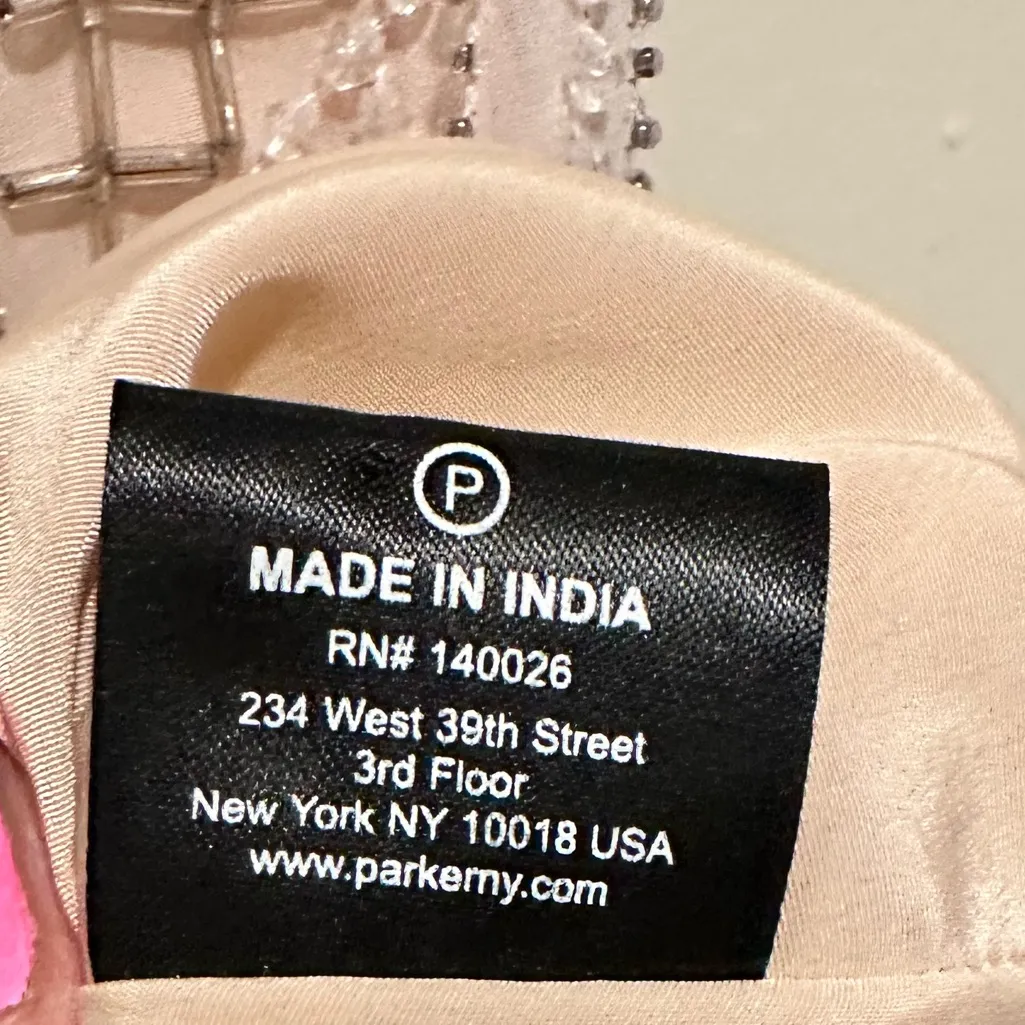 P
MADE IN INDIA
RN# 140026
234 West 39th Street
3rd Floor
New York NY 10018 USA
www.parkerny.com